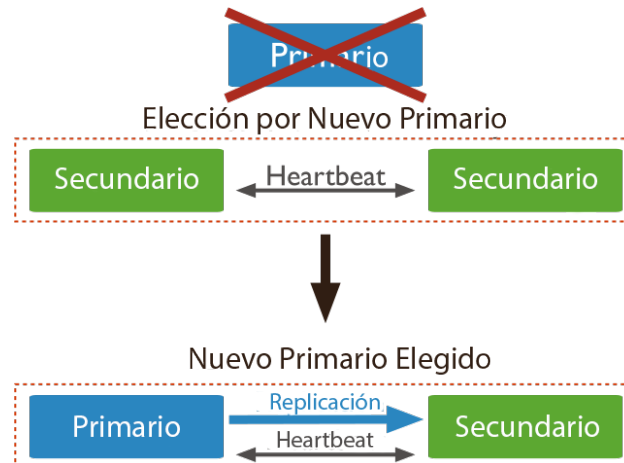 Primario
Elección por Nuevo Primario
Secundario
Heartbeat
Secundario
Nuevo Primario Elegido
Primario
Replicación
Heartbeat
Secundario